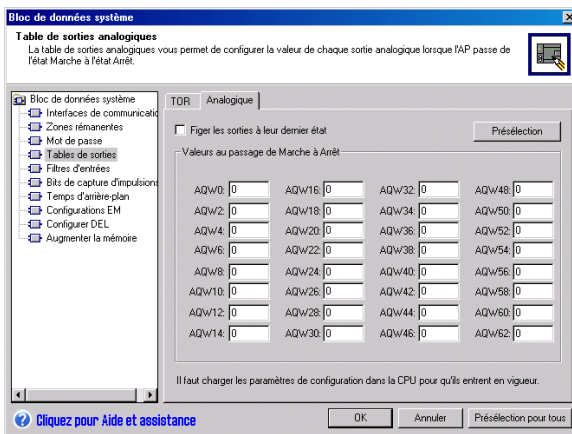 Bloc de données système
Table de sorties analogiques
La table de sorties analogiques vous permet de configurer la valeur de chaque sortie analogique lorsque l'AP passe de
l'état Marche à l'état Arrêt.
Bloc de données système
Interfaces de communicatio
Zones rémanentes
Mot de passe
Tables de sorties
Filtres d'entrées
Bits de capture d'impulsions
Temps d'arrière-plan
Configurations EM
Configurer DEL
Augmenter la mémoire
TOR Analogique
Figer les sorties à leur dernier état Présélection
Valeurs au passage de Marche à Arrêt
AQW0: 0 AQW16: 0 AQW32: 0 AQW48: 0
AQW2: 0 AQW18: 0 AQW34: 0 AQW50: 0
AQW4: 0 AQW20: 0 AQW36: 0 AQW52: 0
AQW6: 0 AQW22: 0 AQW38: 0 AQW54: 0
AQW8: 0 AQW24: 0 AQW40: 0 AQW56: 0
AQW10: 0 AQW26: 0 AQW42: 0 AQW58: 0
AQW12: 0 AQW28: 0 AQW44: 0 AQW60: 0
AQW14: 0 AQW30: 0 AQW46: 0 AQW62: 0
Il faut charger les paramètres de configuration dans la CPU pour qu'ils entrent en vigueur.
Cliquez pour Aide et assistance OK Annuler Présélection pour tous